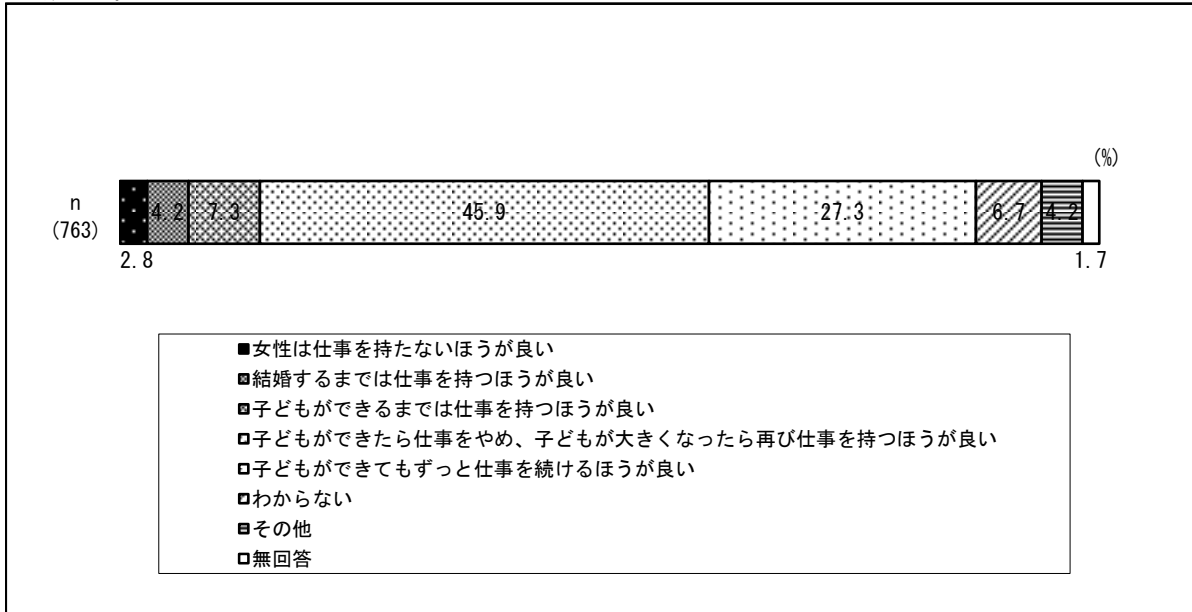 (%)
n
(763)
4.2 7.3 45.9 27.3 6.7 4.2
2.8 1.7
■女性は仕事を持たないほうが良い
結婚するまでは仕事を持つほうが良い
子どもができるまでは仕事を持つほうが良い
子どもができたら仕事をやめ、子どもが大きくなったら再び仕事を持つほうが良い
子どもができてもずっと仕事を続けるほうが良い
わからない
その他
無回答